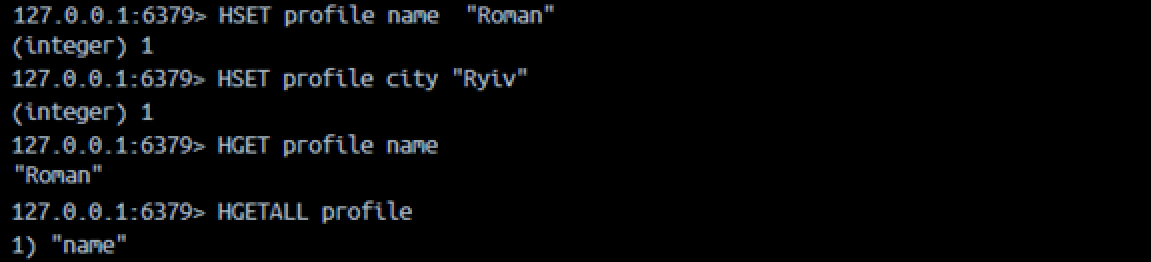 127.0.0.1:6379> HSET profile name  "Roman"
(integer) 1
127.0.0.1:6379> HSET profile city "Ryiv"
(integer) 1
127.0.0.1:6379> HGET profile name
"Roman"
127.0.0.1:6379> HGETALL profile
1) "name"